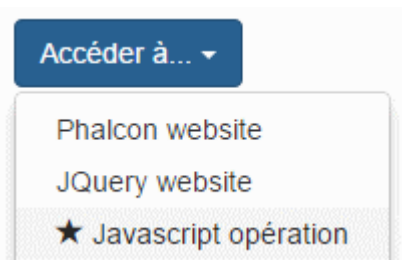 Accéder à...
Phalcon website
JQuery website
★ Javascript opération